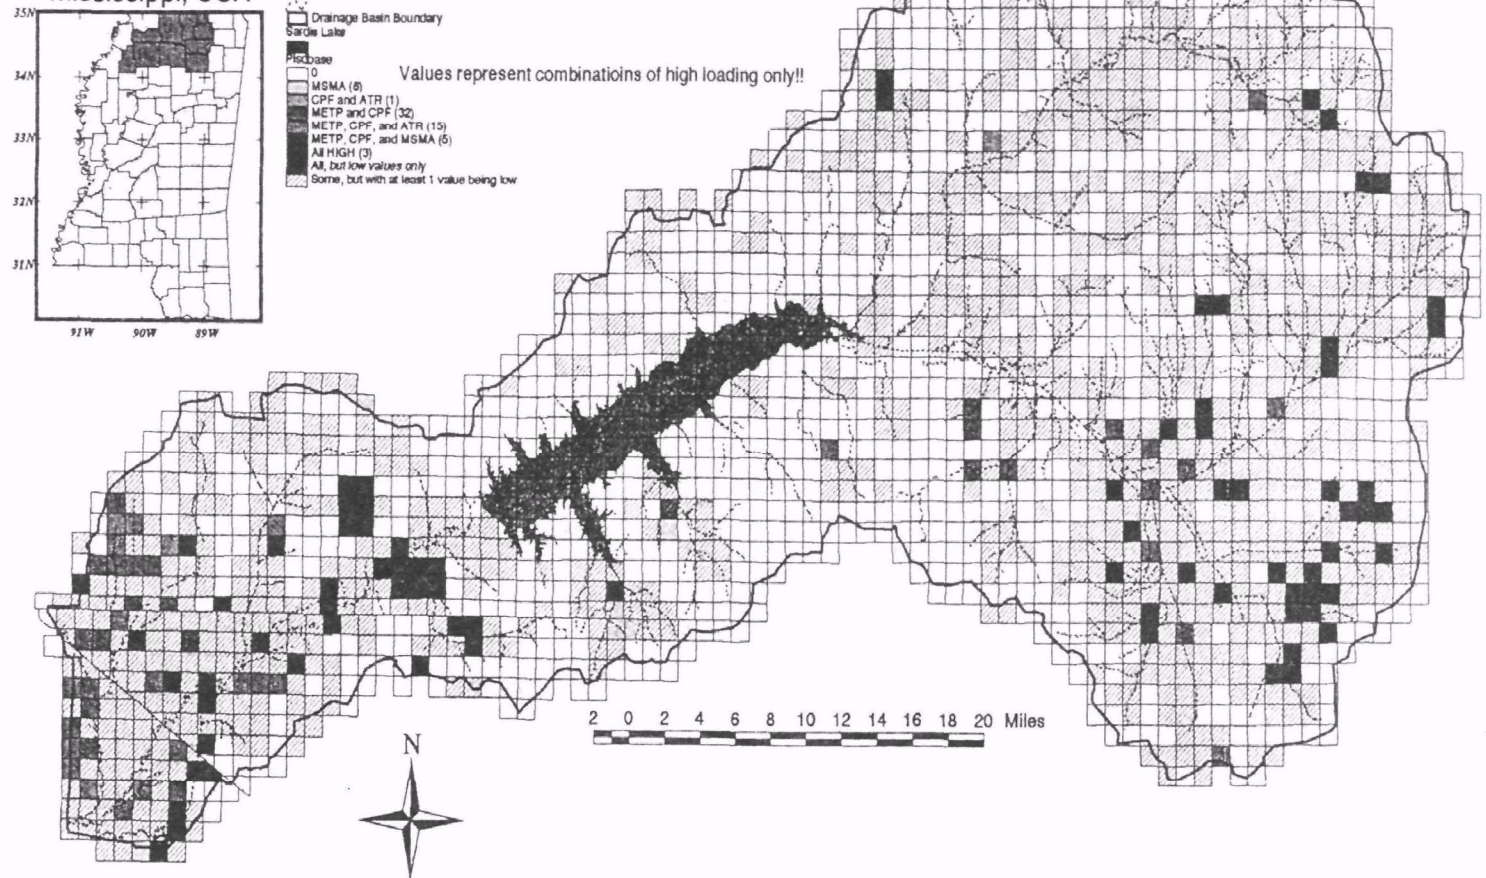 Mississippi, USA
35N
34N
33N
32N
31N
91W 90W 89W
Drainage Basin Boundary
Sardis Lake
0
MSMA (6)
CPF and ATR (1)
METP and CPF (32)
METP, CPF, and ATR (15)
METP, CPF, and MSMA (5)
All HIGH (3)
All, but low values only
Some, but with at least 1 value being low
Values represent combinatioins of high loading only!!
2 0 2 4 6 8 10 12 14 16 18 20 Miles
N